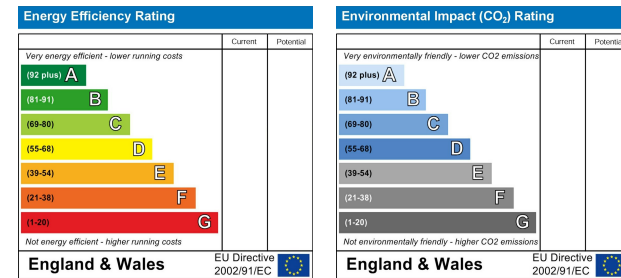 Energy Efficiency Rating
Current Potential
Very energy efficient - lower running costs
(92 plus) A
(81-91) B
(69-80) C
(55-68) D
(39-54) E
(21-38) F
(1-20) G
Not energy efficient - higher running costs
England & Wales
EU Directive
2002/91/EC
Environmental Impact (CO₂) Rating
Current Potentia
Very environmentally friendly - lower CO2 emissions
(92 plus) A
(81-91) B
(69-80) C
(55-68) D
(39-54) E
(21-38) F
(1-20) G
Not environmentally friendly - higher CO2 emissions
England & Wales
EU Directive
2002/91/EC